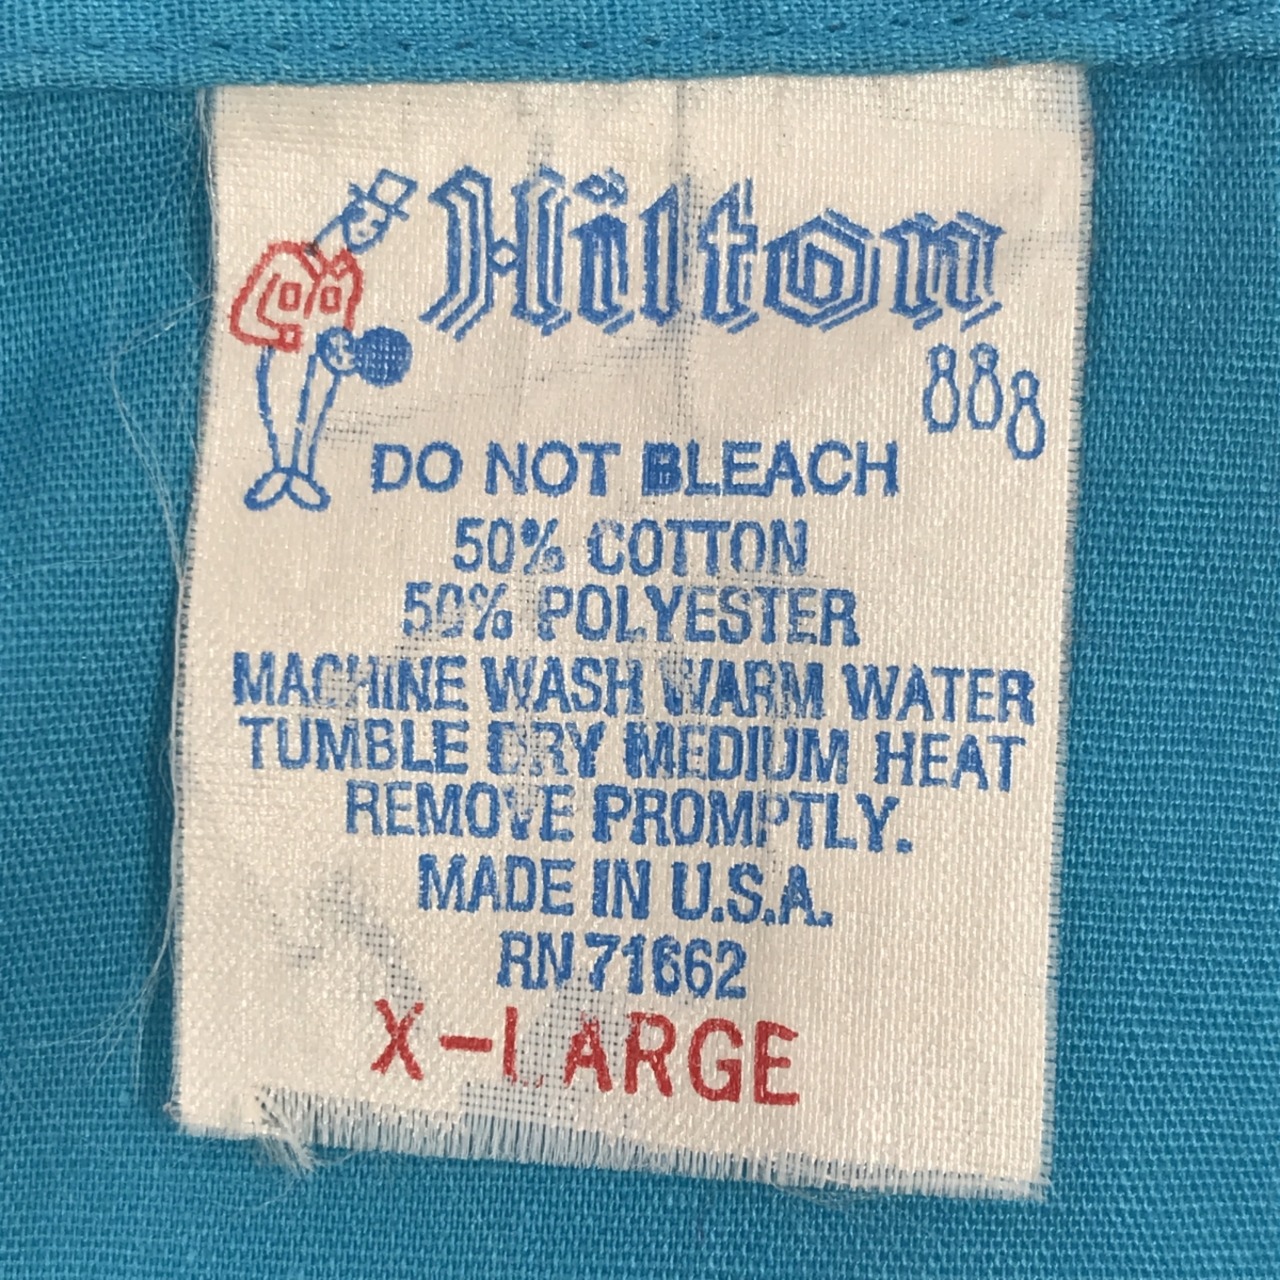 Hilton
DO NOT BLEACH
50% COTTON
50% POLYESTER
MACHINE WASH WARM WATER
TUMBLE DRY MEDIUM HEAT
REMOVE PROMPTLY.
MADE IN U.S.A.
RN 71662
X-LARGE